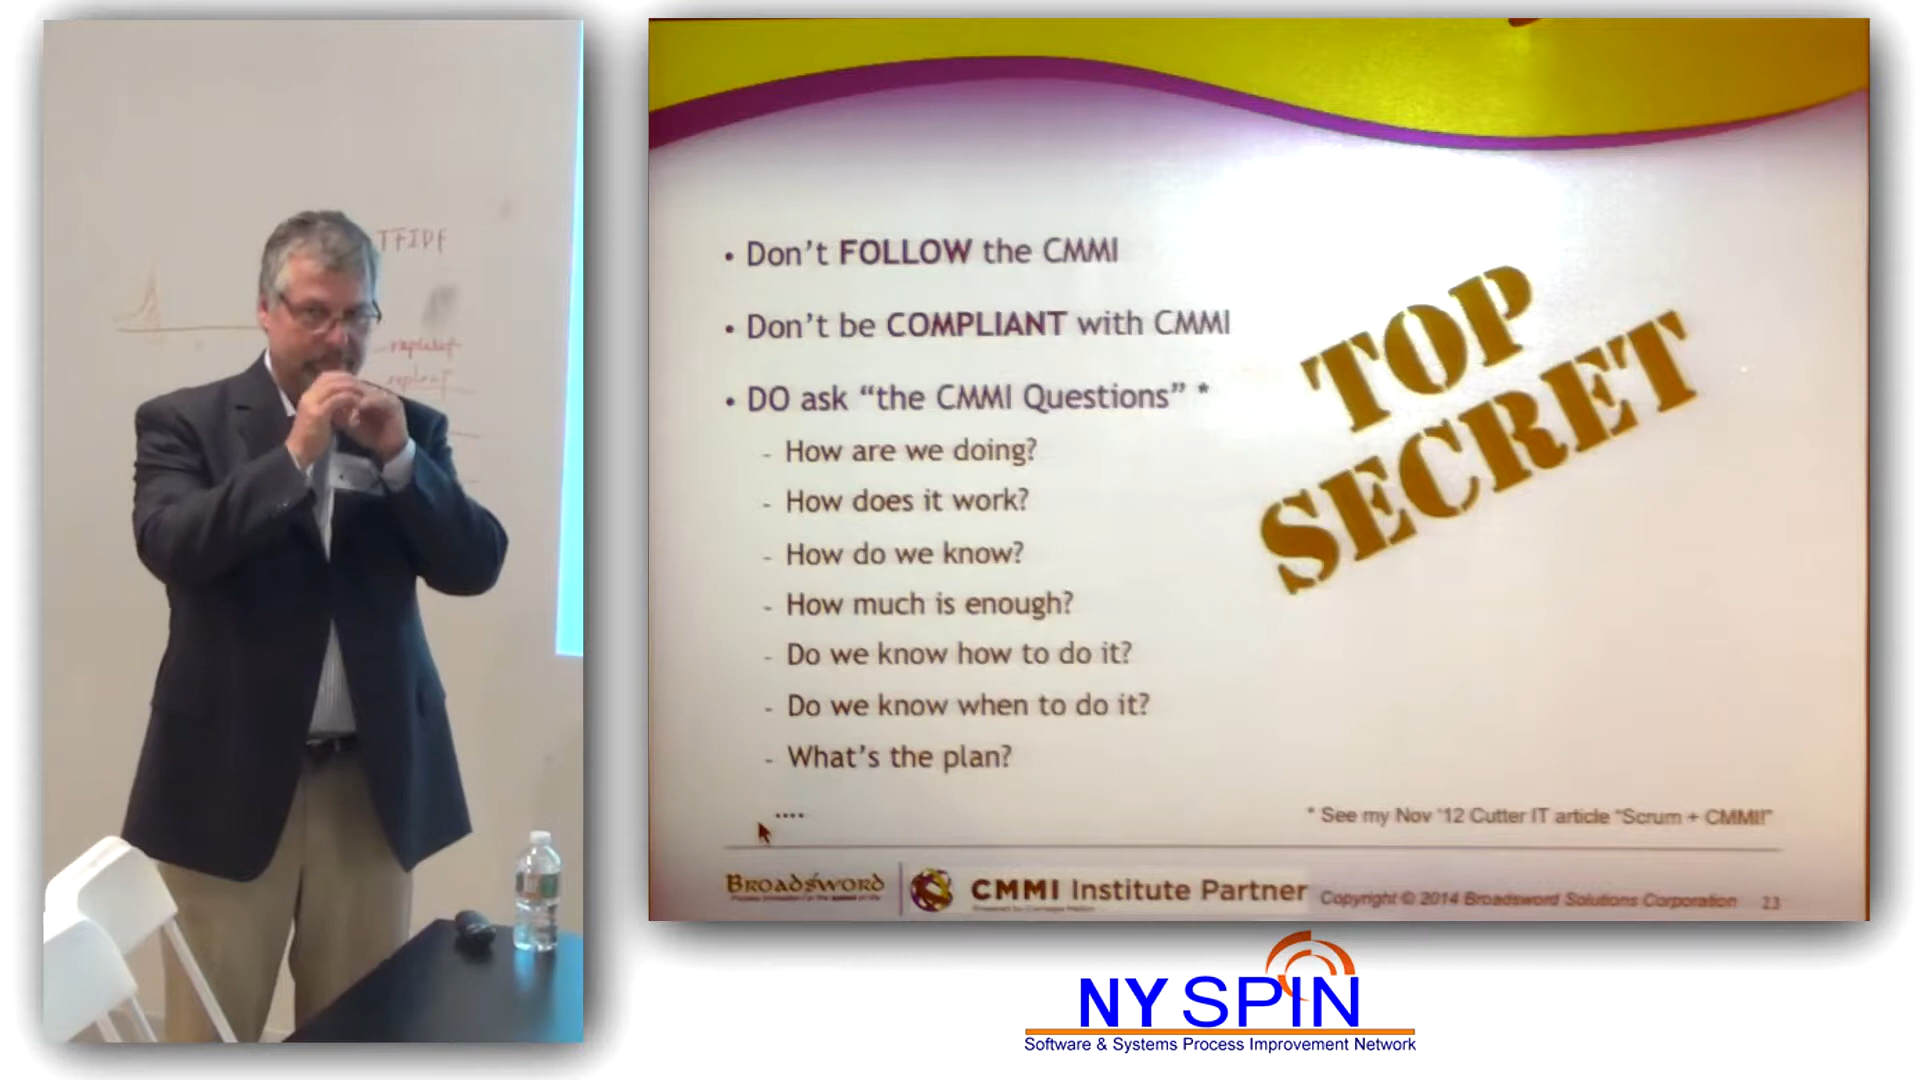 TFIDF
• Don't FOLLOW the CMMI
• Don't be COMPLIANT with CMMI
• DO ask “the CMMI Questions” *
- How are we doing?
- How does it work?
- How do we know?
- How much is enough?
- Do we know how to do it?
- Do we know when to do it?
- What's the plan?
....
TOP
SECRET
* See my Nov '12 Cutter IT article “Scrum + CMMI!”
BROADSWORD
CMMI Institute Partner
Copyright © 2014 Broadsword Solutions Corporation 23
NY SPIN
Software & Systems Process Improvement Network